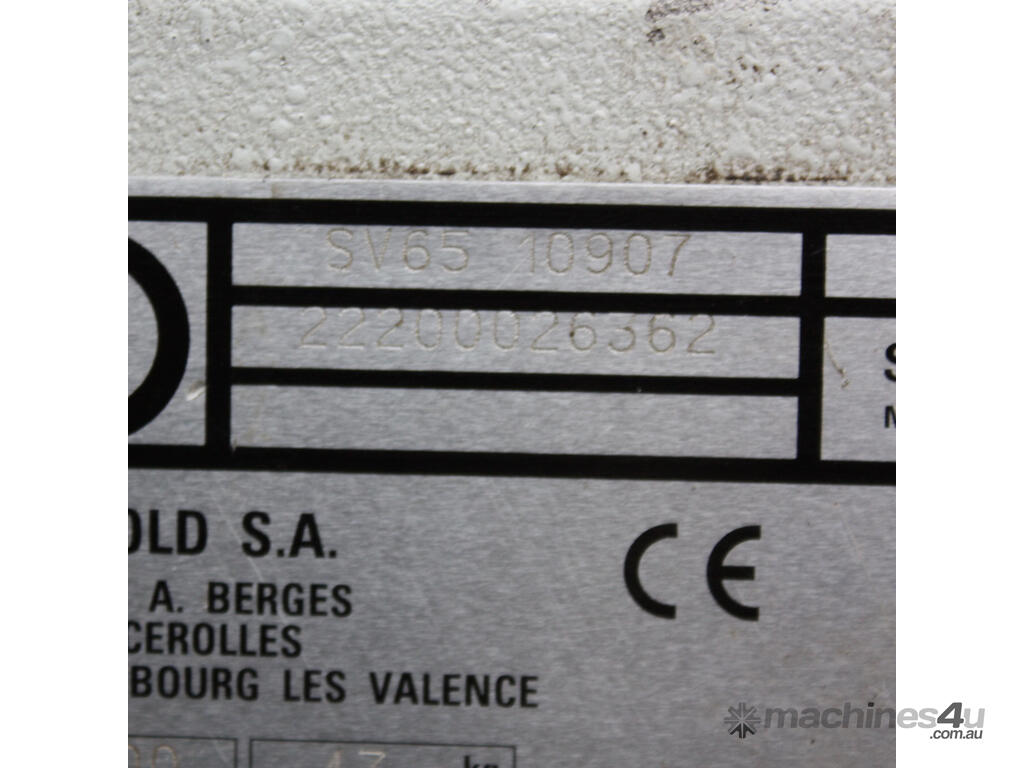 SV65 10907
22200026362
S
M
OLD S.A.
A. BERGES
CEROLLES
BOURG LES VALENCE
CE
kg
machines4u
.com.au